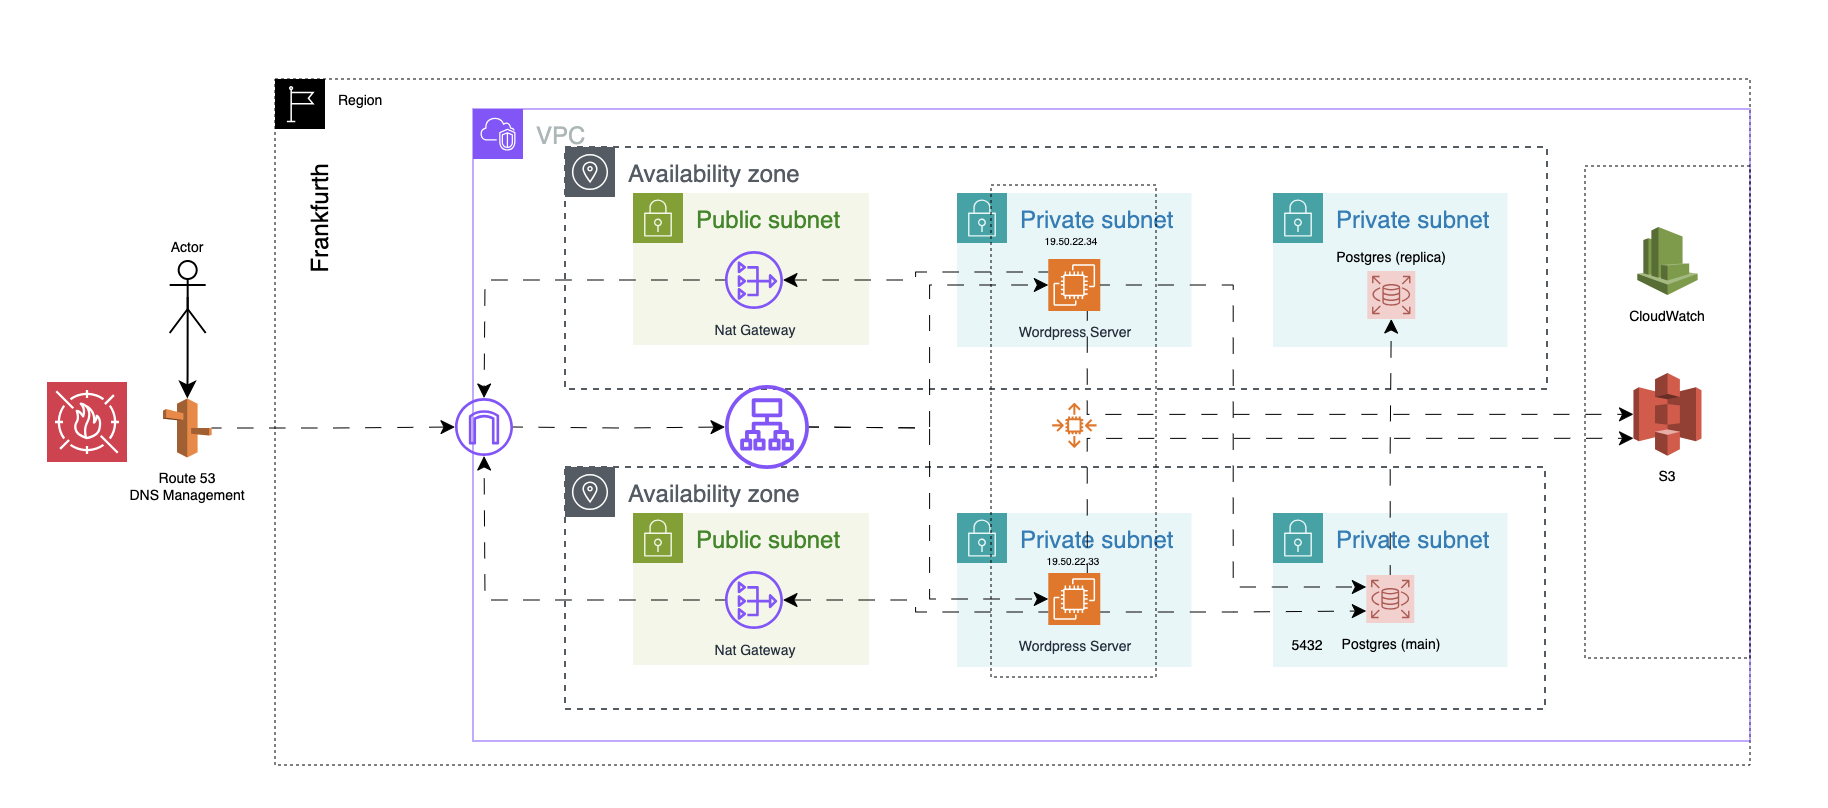 Region
VPC
Frankfurth
Availability zone
Public subnet
Private subnet
Private subnet
19.50.22.34
Actor
Postgres (replica)
Nat Gateway
Wordpress Server
CloudWatch
Route 53
DNS Management
S3
Availability zone
Public subnet
Private subnet
Private subnet
19.50.22.33
Nat Gateway
Wordpress Server
5432
Postgres (main)